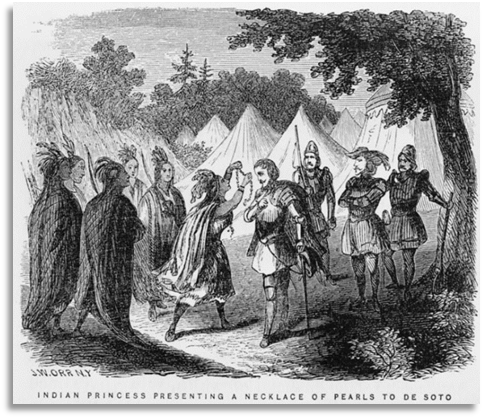 J.W. ORR N.Y
INDIAN PRINCESS PRESENTING A NECKLACE OF PEARLS TO DE SOTO